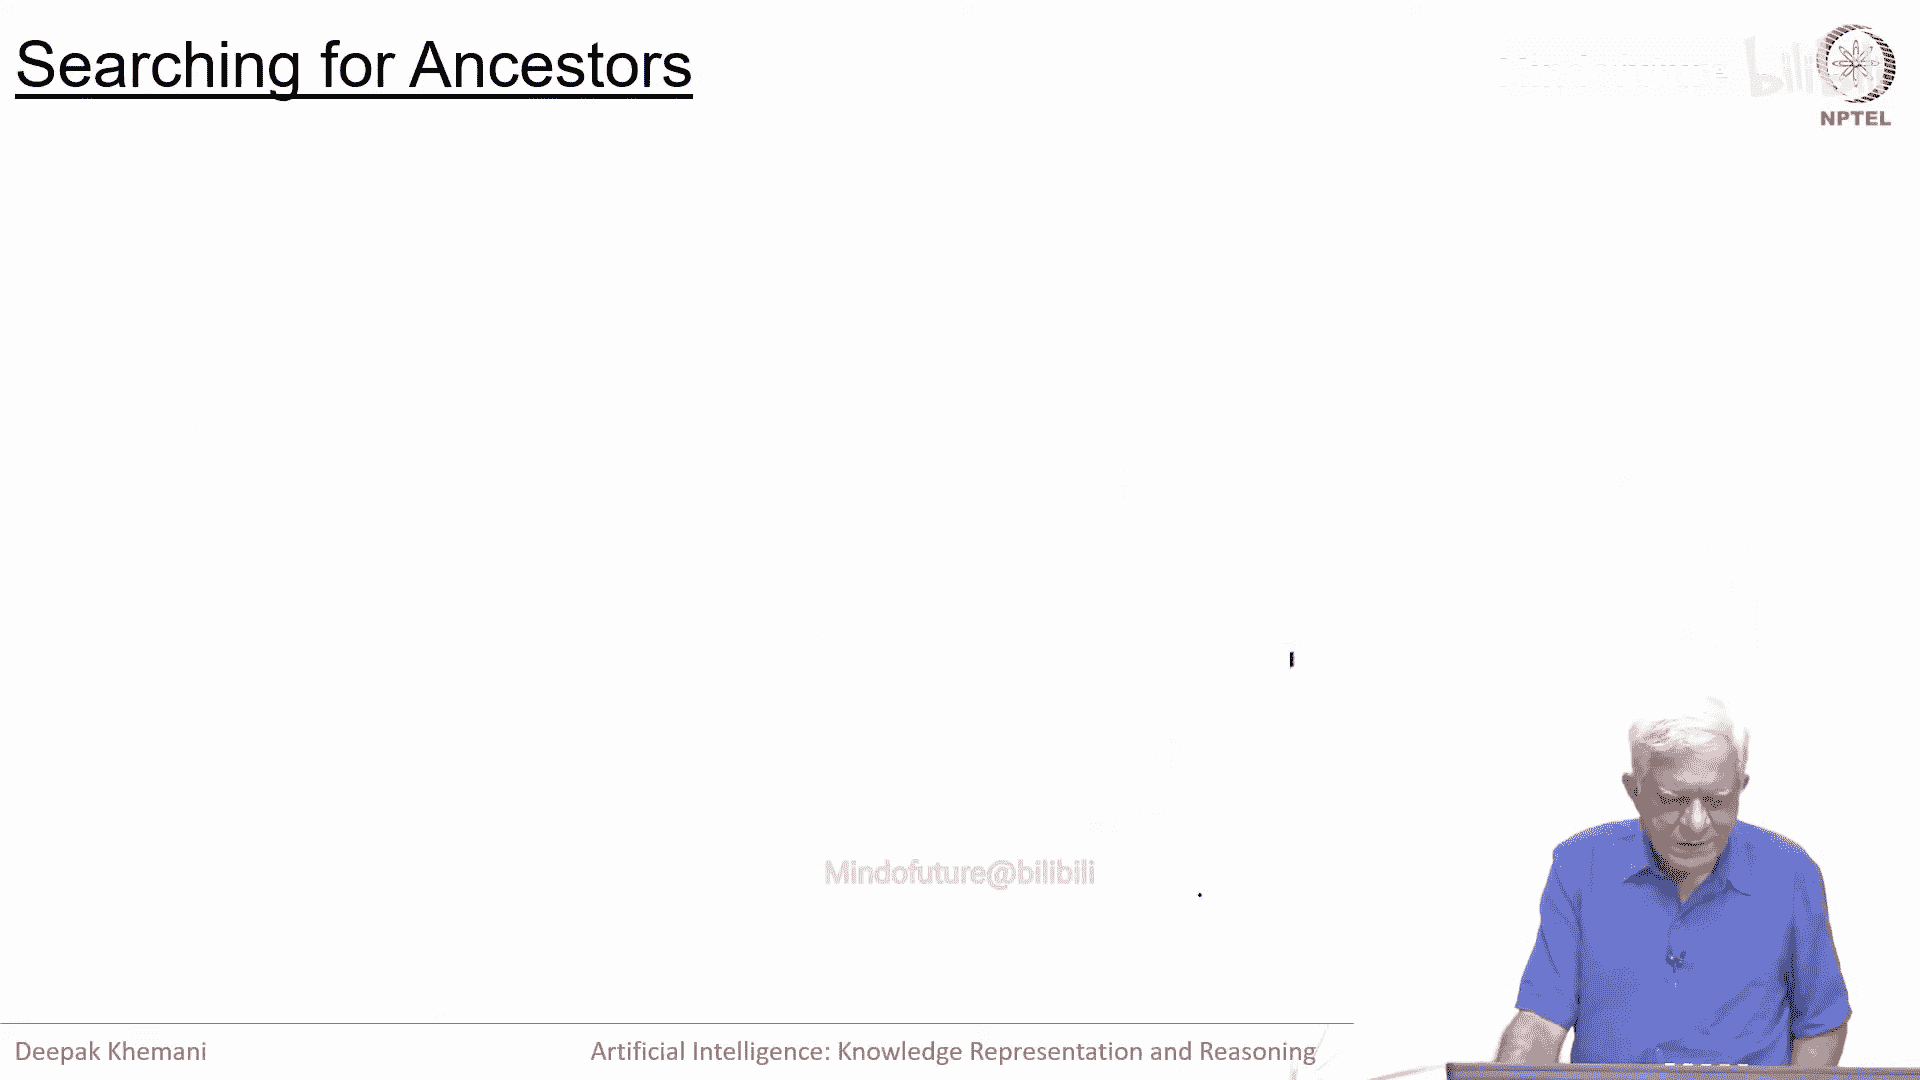 Searching for Ancestors
NPTEL
Mindofuture@bilibili
Deepak Khemani
Artificial Intelligence: Knowledge Representation and Reasoning